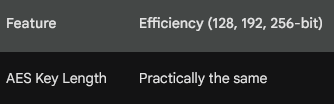 Feature Efficiency (128, 192, 256-bit)
AES Key Length Practically the same